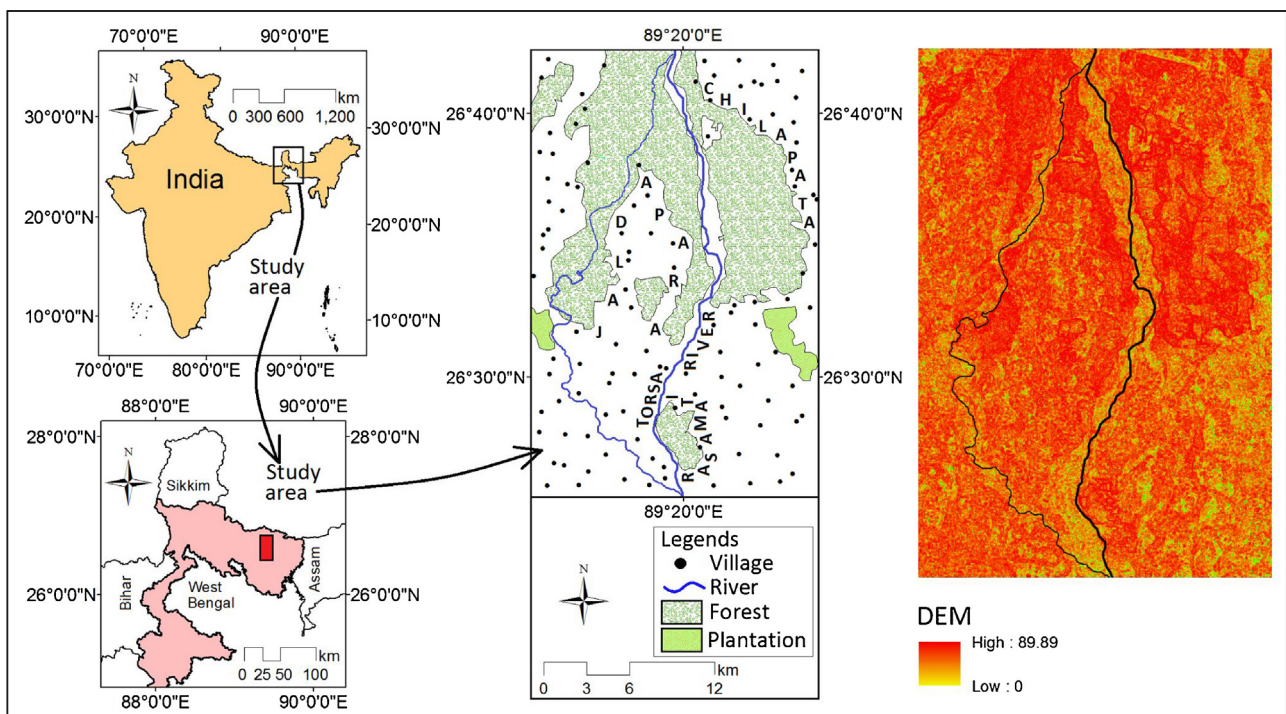 70°0'0"E 90°0'0"E
N
km
0 300 600 1,200
30°0'0"N 30°0'0"N
India
20°0'0"N 20°0'0"N
Study
area
10°0'0"N 10°0'0"N
70°0'0"E 80°0'0"E 90°0'0"E
88°0'0"E 90°0'0"E
28°0'0"N 28°0'0"N
N
Study
area
Sikkim
Bihar
West
Bengal
Assam
26°0'0"N 26°0'0"N
km
0 25 50 100
88°0'0"E 90°0'0"E
89°20'0"E
26°40'0"N 26°40'0"N
CHILAPATA
JALDAPARA
26°30'0"N 26°30'0"N
TORSA RIVER
RASAMATI
89°20'0"E
Legends
Village
River
Forest
Plantation
N
km
0 3 6 12
DEM
High : 89.89
Low : 0